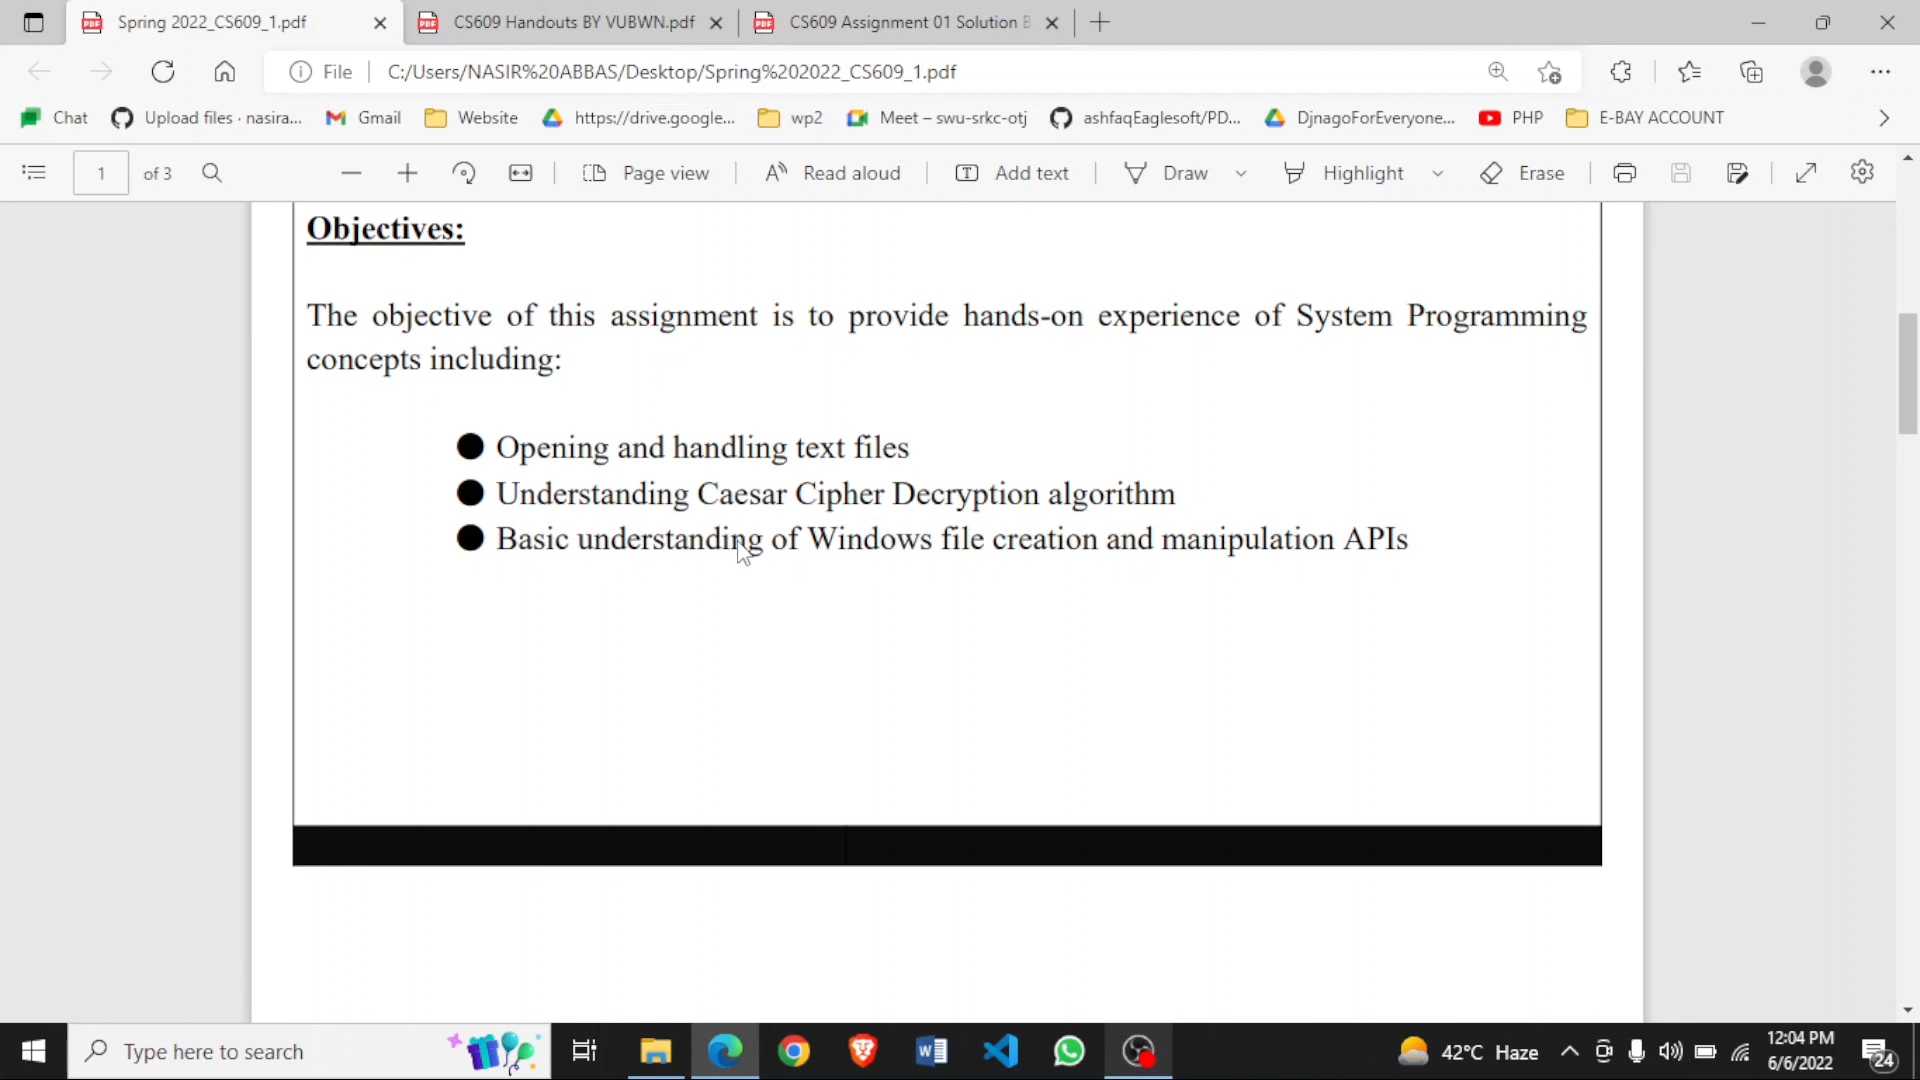 Spring 2022_CS609_1.pdf
CS609 Handouts BY VUBWN.pdf
CS609 Assignment 01 Solution B
File
C:/Users/NASIR%20ABBAS/Desktop/Spring%202022_CS609_1.pdf
Chat
Upload files · nasira...
Gmail
Website
https://drive.google...
wp2
Meet – swu-srkc-otj
ashfaqEaglesoft/PD...
DjnagoForEveryone...
PHP
E-BAY ACCOUNT
1 of 3
Page view
Read aloud
Add text
Draw
Highlight
Erase
Objectives:
The objective of this assignment is to provide hands-on experience of System Programming
concepts including:
● Opening and handling text files
● Understanding Caesar Cipher Decryption algorithm
● Basic understanding of Windows file creation and manipulation APIs
Type here to search
42°C Haze
12:04 PM
6/6/2022
24